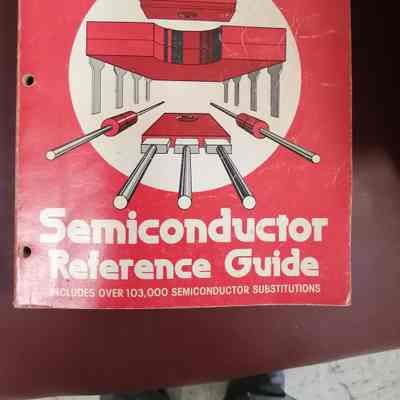 Semiconductor
Reference Guide
INCLUDES OVER 103,000 SEMICONDUCTOR SUBSTITUTIONS